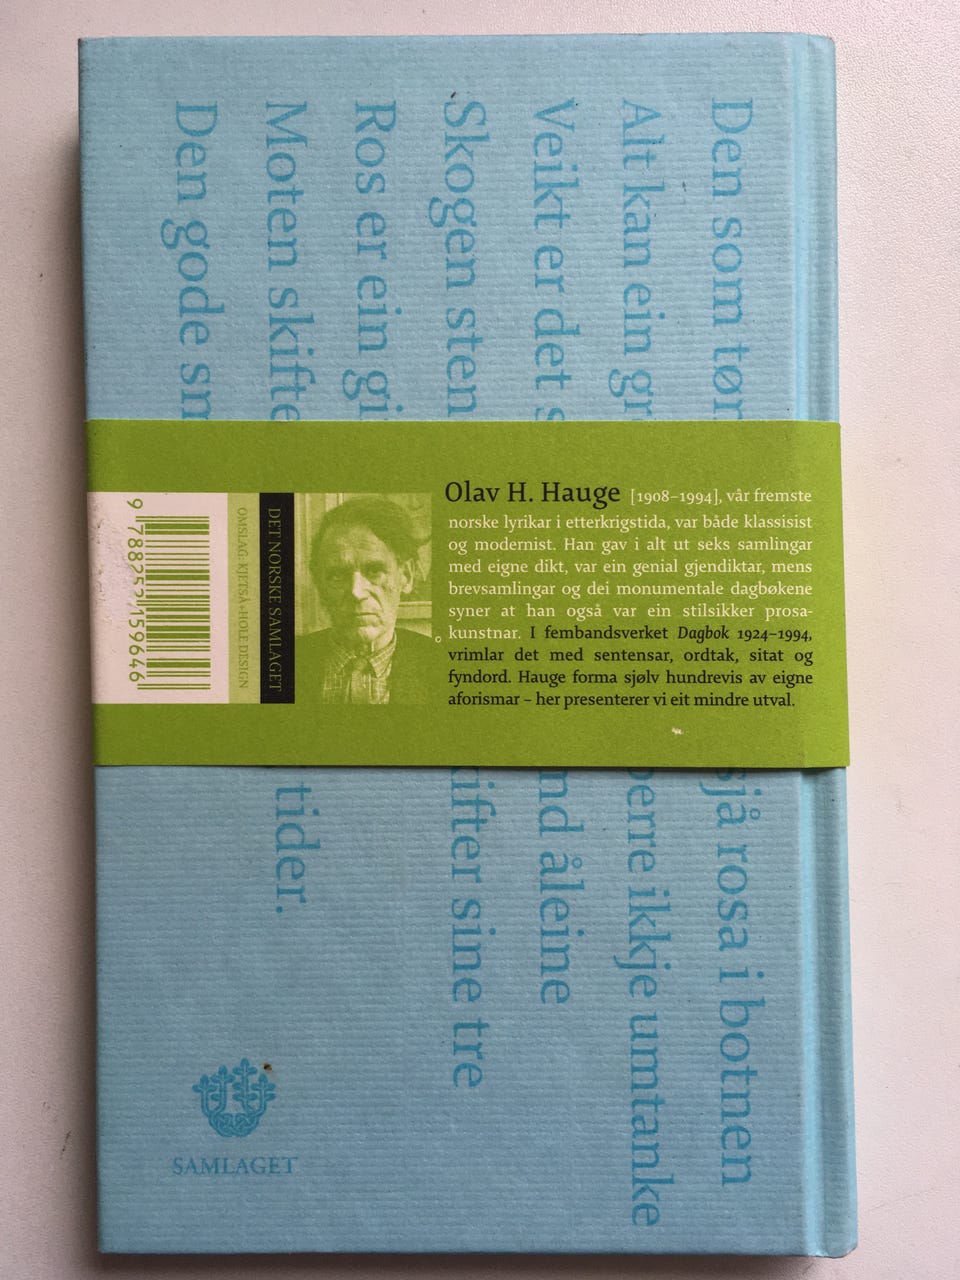 Den som tør
sjå rosa i botnen
Alt kan ein gr
berre ikkje umtanke
Veikt er det s
nd åleine
Skogen sten
kifter sine tre
Ros er ein gi
Moten skifte
tider.
Den gode sn
Olav H. Hauge [1908–1994], vår fremste
norske lyrikar i etterkrigstida, var både klassisist
og modernist. Han gav i alt ut seks samlingar
med eigne dikt, var ein genial gjendiktar, mens
brevsamlingar og dei monumentale dagbøkene
syner at han også var ein stilsikker prosa-
kunstnar. I fembandsverket Dagbok 1924–1994,
vrimlar det med sentensar, ordtak, sitat og
fyndord. Hauge forma sjølv hundrevis av eigne
aforismar – her presenterer vi eit mindre utval.
DET NORSKE SAMLAGET
OMSLAG: KJETSÅ+HOLE DESIGN
9 788252 159646
SAMLAGET